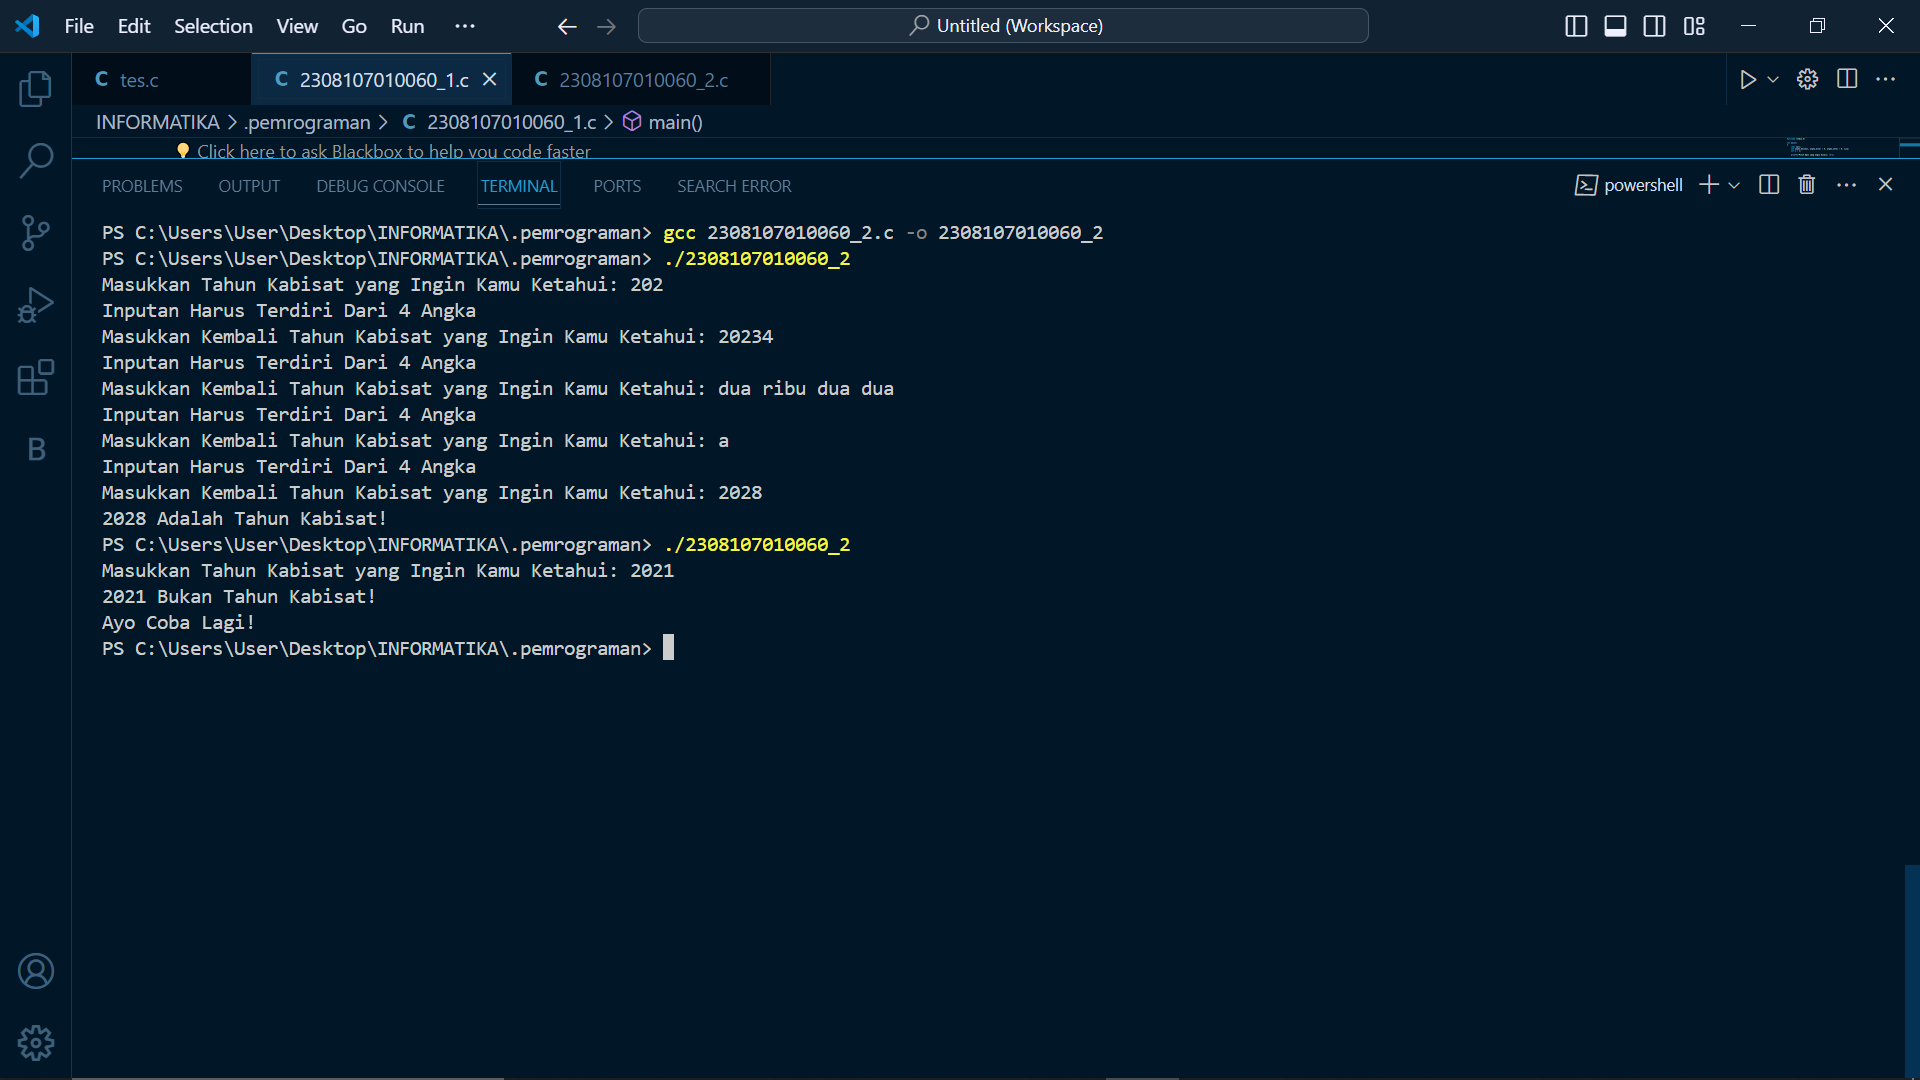 File Edit Selection View Go Run ··· Untitled (Workspace)
C tes.c C 2308107010060_1.c C 2308107010060_2.c
INFORMATIKA > .pemrograman > C 2308107010060_1.c > main()
Click here to ask Blackbox to help you code faster
PROBLEMS OUTPUT DEBUG CONSOLE TERMINAL PORTS SEARCH ERROR powershell
PS C:\Users\User\Desktop\INFORMATIKA\.pemrograman> gcc 2308107010060_2.c -o 2308107010060_2
PS C:\Users\User\Desktop\INFORMATIKA\.pemrograman> ./2308107010060_2
Masukkan Tahun Kabisat yang Ingin Kamu Ketahui: 202
Inputan Harus Terdiri Dari 4 Angka
Masukkan Kembali Tahun Kabisat yang Ingin Kamu Ketahui: 20234
Inputan Harus Terdiri Dari 4 Angka
Masukkan Kembali Tahun Kabisat yang Ingin Kamu Ketahui: dua ribu dua dua
Inputan Harus Terdiri Dari 4 Angka
Masukkan Kembali Tahun Kabisat yang Ingin Kamu Ketahui: a
Inputan Harus Terdiri Dari 4 Angka
Masukkan Kembali Tahun Kabisat yang Ingin Kamu Ketahui: 2028
2028 Adalah Tahun Kabisat!
PS C:\Users\User\Desktop\INFORMATIKA\.pemrograman> ./2308107010060_2
Masukkan Tahun Kabisat yang Ingin Kamu Ketahui: 2021
2021 Bukan Tahun Kabisat!
Ayo Coba Lagi!
PS C:\Users\User\Desktop\INFORMATIKA\.pemrograman>
B